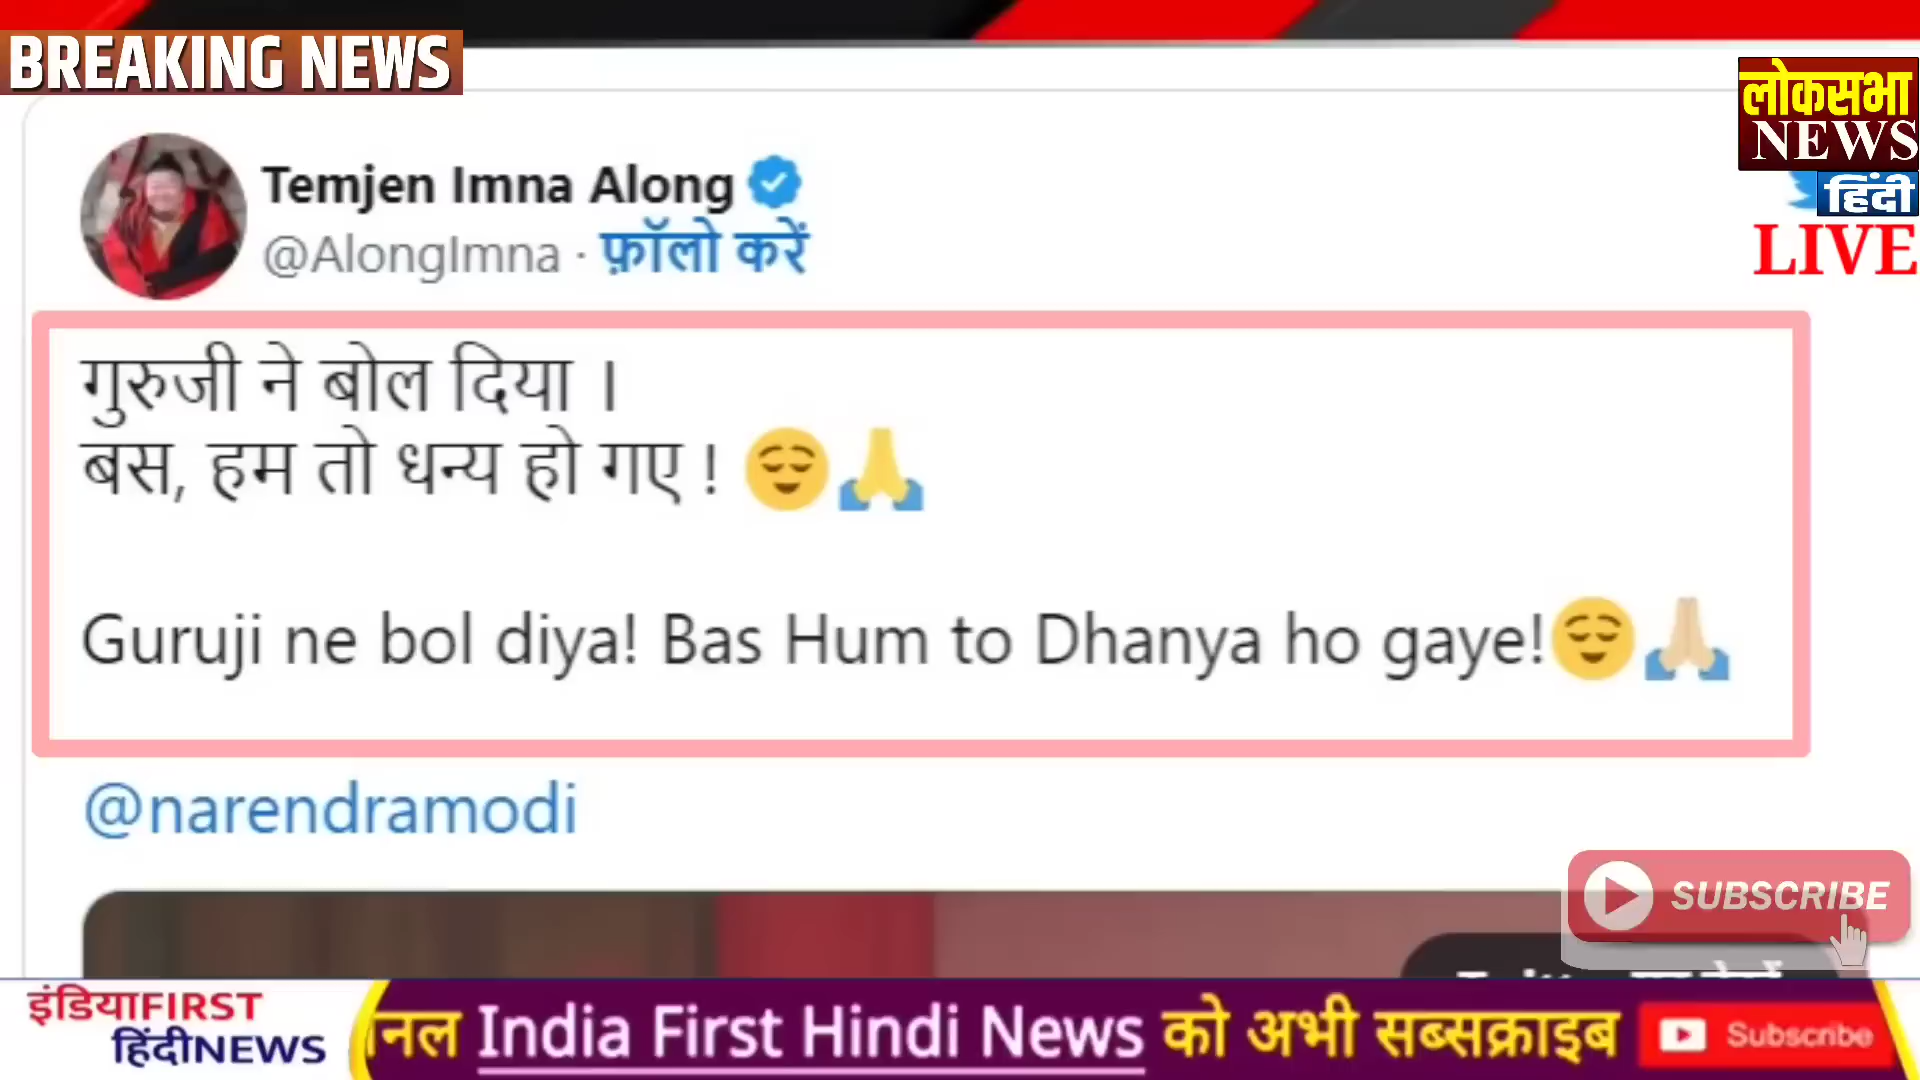 BREAKING NEWS
लोकसभा
NEWS
हिंदी
LIVE
Temjen Imna Along
@AlongImna · फ़ॉलो करें
गुरुजी ने बोल दिया ।
बस, हम तो धन्य हो गए ! 😌🙏
Guruji ne bol diya! Bas Hum to Dhanya ho gaye!😌🙏🏼
@narendramodi
SUBSCRIBE
इंडियाFIRST
हिंदीNEWS
India First Hindi News को अभी सब्सक्राइब
Subscribe